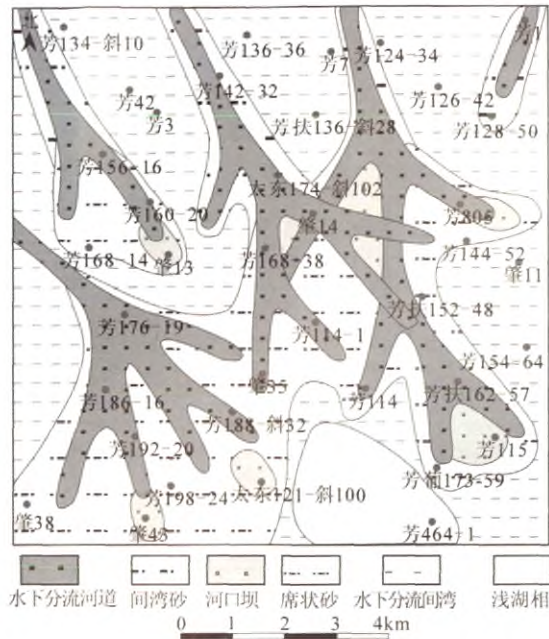 北
芳134-斜10
芳136-36
芳7
芳124-34
芳1
芳42
芳142-32
芳126-42
芳3
芳扶136-斜28
芳128-50
芳156-16
太东174-斜102
芳160-20
肇14
芳806
芳168-14
肇13
芳168-38
芳144-52
肇11
芳176-19
芳114-1
芳扶152-48
芳154-64
肇35
芳186-16
芳114
芳扶162-57
芳188-斜32
芳192-20
芳115
芳198-24
太东121-斜100
芳葡173-59
肇38
肇43
芳464-1
水下分流河道 间湾砂 河口坝 席状砂 水下分流间湾 浅湖相
0 1 2 3 4km